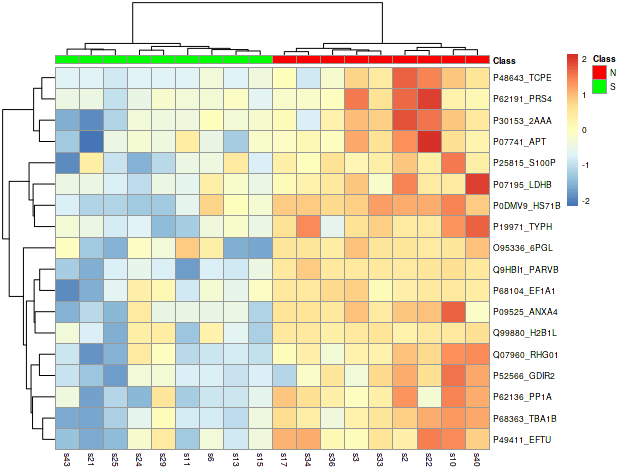 Class
P48643_TCPE
P62191_PRS4
P30153_2AAA
P07741_APT
P25815_S100P
P07195_LDHB
P0DMV9_HS71B
P19971_TYPH
O95336_6PGL
Q9HBI1_PARVB
P68104_EF1A1
P09525_ANXA4
Q99880_H2B1L
Q07960_RHG01
P52566_GDIR2
P62136_PP1A
P68363_TBA1B
P49411_EFTU
s43 s21 s25 s24 s29 s11 s6 s13 s15 s17 s34 s36 s3 s33 s2 s22 s10 s40
2
1
0
-1
-2
Class
N
S